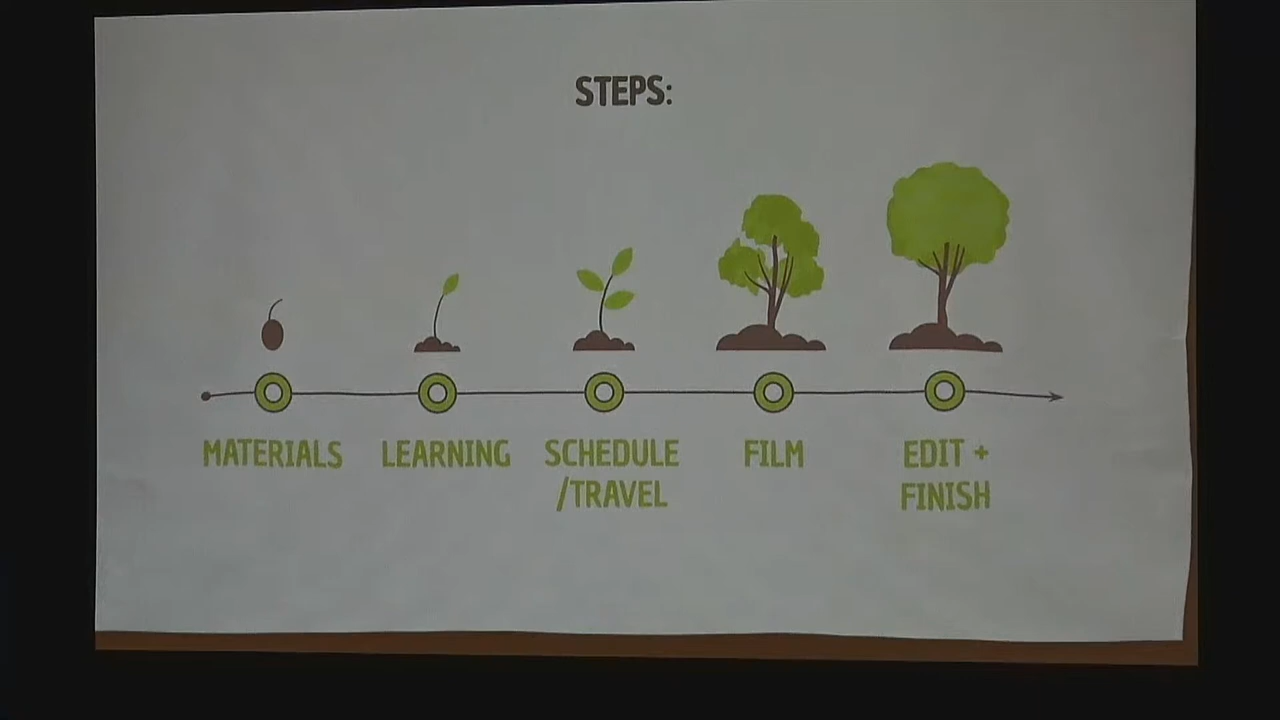 STEPS:
MATERIALS
LEARNING
SCHEDULE
/TRAVEL
FILM
EDIT +
FINISH